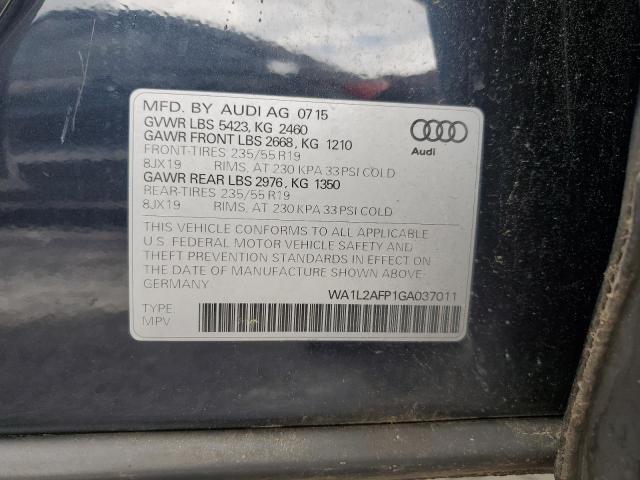 MFD. BY AUDI AG 07 15
GVWR LBS 5423, KG 2460
GAWR FRONT LBS 2668, KG 1210
FRONT-TIRES 235/55 R19
8JX19 RIMS, AT 230 KPA 33 PSI COLD
GAWR REAR LBS 2976, KG 1350
REAR-TIRES 235/55 R19
8JX19 RIMS, AT 230 KPA 33 PSI COLD
Audi
THIS VEHICLE CONFORMS TO ALL APPLICABLE
U.S. FEDERAL MOTOR VEHICLE SAFETY AND
THEFT PREVENTION STANDARDS IN EFFECT ON
THE DATE OF MANUFACTURE SHOWN ABOVE.
GERMANY
WA1L2AFP1GA037011
TYPE:
MPV